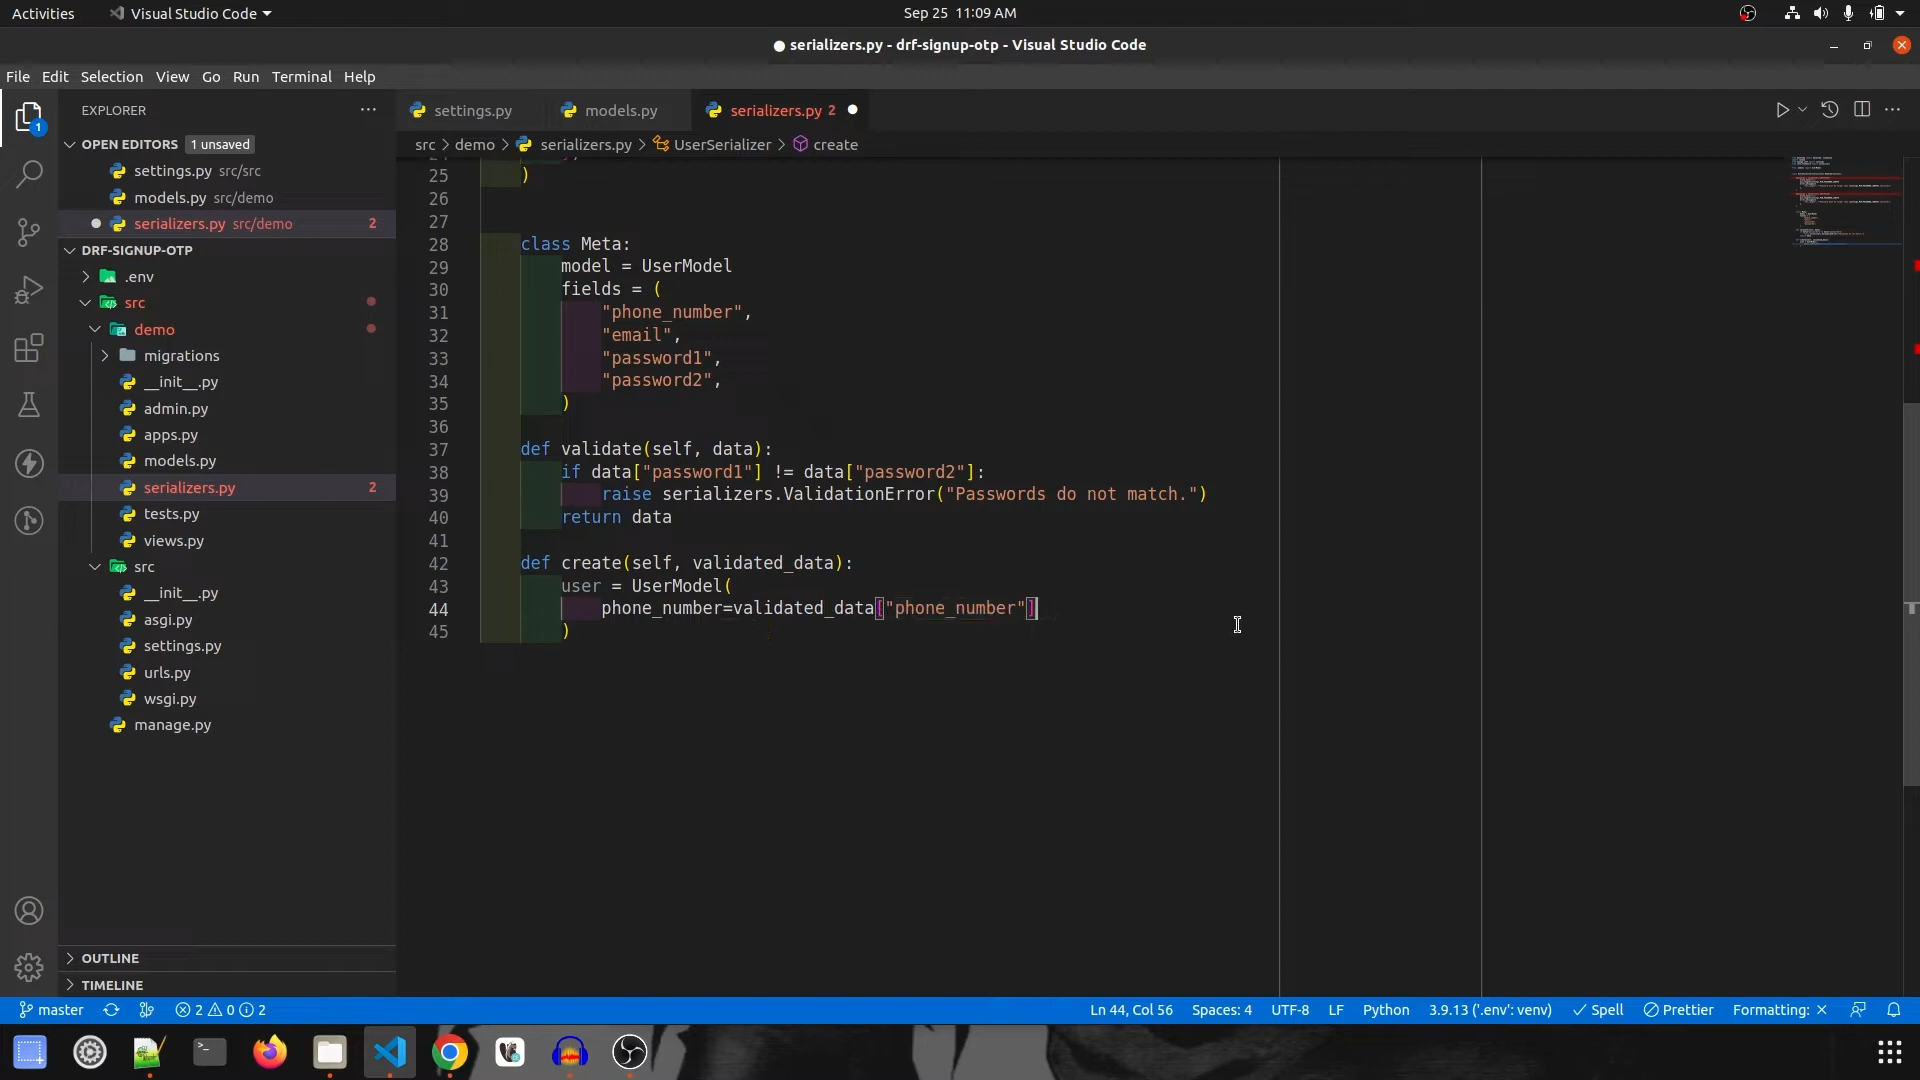 Activities
Visual Studio Code
Sep 25 11:09 AM
● serializers.py - drf-signup-otp - Visual Studio Code
File Edit Selection View Go Run Terminal Help
EXPLORER
settings.py
models.py
serializers.py 2
OPEN EDITORS 1 unsaved
src > demo > serializers.py > UserSerializer > create
settings.py src/src
models.py src/demo
serializers.py src/demo 2
DRF-SIGNUP-OTP
.env
src
demo
migrations
__init__.py
admin.py
apps.py
models.py
serializers.py 2
tests.py
views.py
src
__init__.py
asgi.py
settings.py
urls.py
wsgi.py
manage.py
OUTLINE
TIMELINE
1
25 )
26
27
28 class Meta:
29 model = UserModel
30 fields = (
31 "phone_number",
32 "email",
33 "password1",
34 "password2",
35 )
36
37 def validate(self, data):
38 if data["password1"] != data["password2"]:
39 raise serializers.ValidationError("Passwords do not match.")
40 return data
41
42 def create(self, validated_data):
43 user = UserModel(
44 phone_number=validated_data["phone_number"]
45 )
master
2 0 2
Ln 44, Col 56
Spaces: 4
UTF-8
LF
Python
3.9.13 ('.env': venv)
Spell
Prettier
Formatting: ×